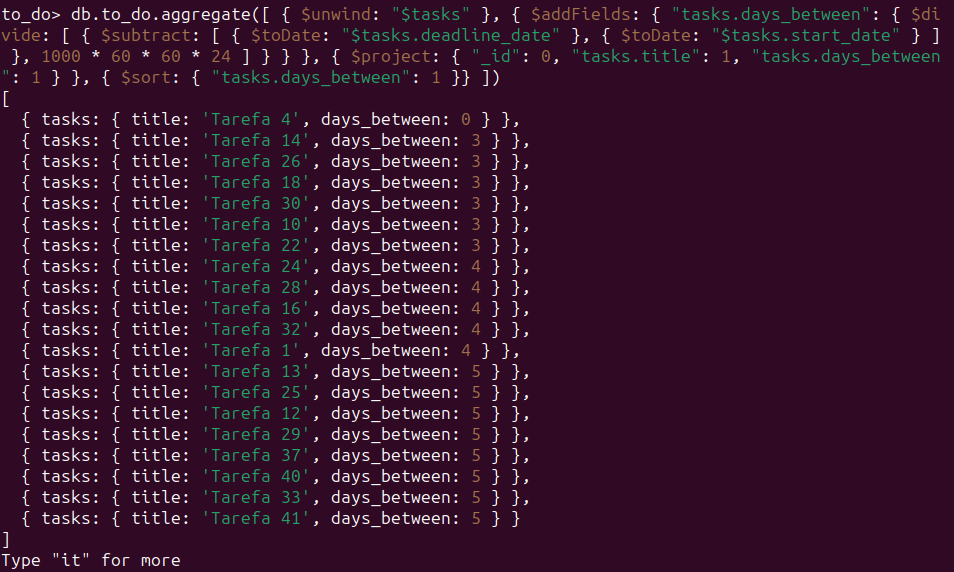 to_do> db.to_do.aggregate([ { $unwind: "$tasks" }, { $addFields: { "tasks.days_between": { $di
vide: [ { $subtract: [ { $toDate: "$tasks.deadline_date" }, { $toDate: "$tasks.start_date" } ]
 }, 1000 * 60 * 60 * 24 ] } } }, { $project: { "_id": 0, "tasks.title": 1, "tasks.days_between
": 1 } }, { $sort: { "tasks.days_between": 1 }} ])
[
  { tasks: { title: 'Tarefa 4', days_between: 0 } },
  { tasks: { title: 'Tarefa 14', days_between: 3 } },
  { tasks: { title: 'Tarefa 26', days_between: 3 } },
  { tasks: { title: 'Tarefa 18', days_between: 3 } },
  { tasks: { title: 'Tarefa 30', days_between: 3 } },
  { tasks: { title: 'Tarefa 10', days_between: 3 } },
  { tasks: { title: 'Tarefa 22', days_between: 3 } },
  { tasks: { title: 'Tarefa 24', days_between: 4 } },
  { tasks: { title: 'Tarefa 28', days_between: 4 } },
  { tasks: { title: 'Tarefa 16', days_between: 4 } },
  { tasks: { title: 'Tarefa 32', days_between: 4 } },
  { tasks: { title: 'Tarefa 1', days_between: 4 } },
  { tasks: { title: 'Tarefa 13', days_between: 5 } },
  { tasks: { title: 'Tarefa 25', days_between: 5 } },
  { tasks: { title: 'Tarefa 12', days_between: 5 } },
  { tasks: { title: 'Tarefa 29', days_between: 5 } },
  { tasks: { title: 'Tarefa 37', days_between: 5 } },
  { tasks: { title: 'Tarefa 40', days_between: 5 } },
  { tasks: { title: 'Tarefa 33', days_between: 5 } },
  { tasks: { title: 'Tarefa 41', days_between: 5 } }
]
Type "it" for more